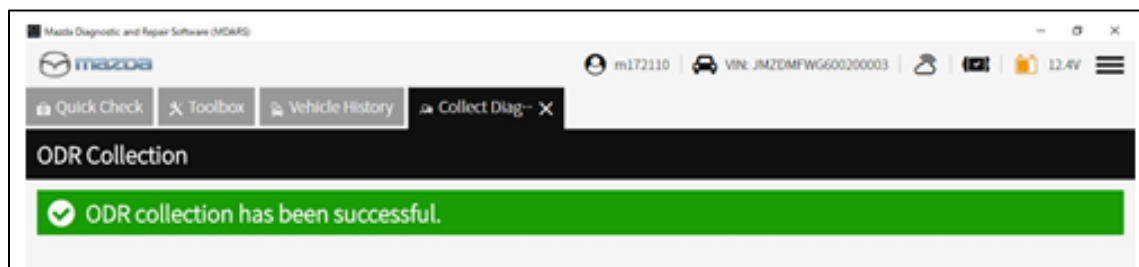 Mazda Diagnostic and Repair Software (MDARS)
mazda m172110 VIN: JMZDMFWG600200003 12.4V
Quick Check Toolbox Vehicle History Collect Diag--
ODR Collection
ODR collection has been successful.